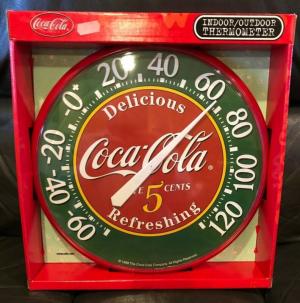 Coca-Cola
INDOOR/OUTDOOR
THERMOMETER
-60
-40
-20
-0+
20
40
60
80
100
120
Delicious
Coca-Cola
5 CENTS
Refreshing